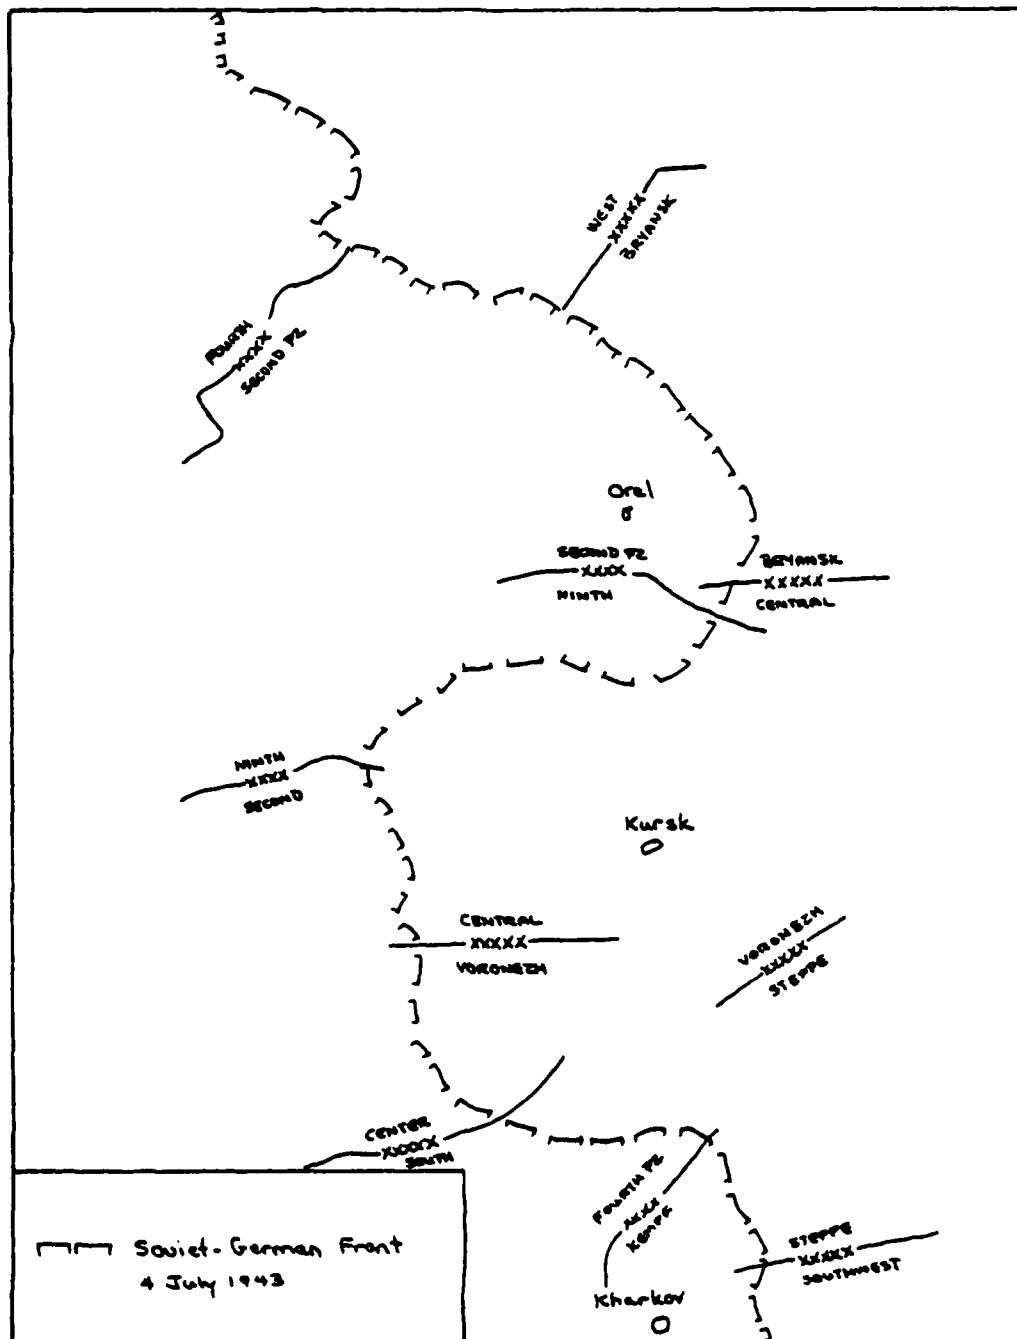 WEST
XXXXX
BRYANSK
FOURTH
XXXX
SECOND PZ
Orel
SECOND PZ
XXXX
NINTH
BRYANSK
XXXXX
CENTRAL
NINTH
XXXX
SECOND
Kursk
CENTRAL
XXXXX
VORONEZH
VORONEZH
XXXXX
STEPPE
CENTER
XXXXX
SOUTH
FOURTH PZ
XXXX
KEMPF
STEPPE
XXXXX
SOUTHWEST
Kharkov
Soviet-German Front
4 July 1943